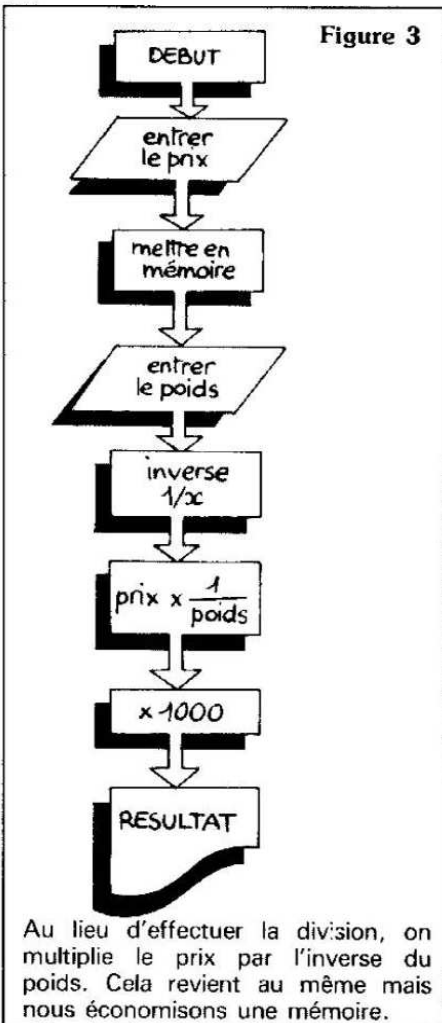 Figure 3
DEBUT
entrer
le prix
mettre en
mémoire
entrer
le poids
inverse
1/x
prix x 1/poids
x 1000
RESULTAT
Au lieu d'effectuer la division, on
multiplie le prix par l'inverse du
poids. Cela revient au même mais
nous économisons une mémoire.